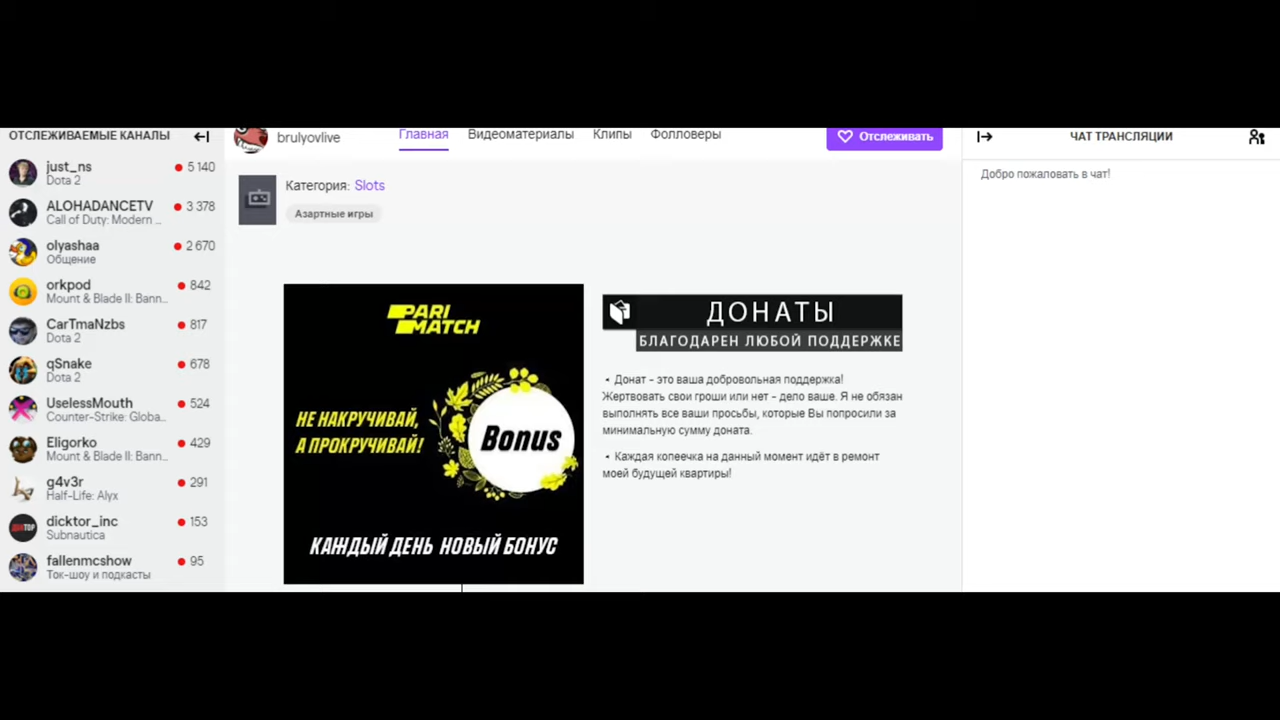 ОТСЛЕЖИВАЕМЫЕ КАНАЛЫ
just_ns
5 140
Dota 2
ALOHADANCETV
3 378
Call of Duty: Modern ...
olyashaa
2 670
Общение
orkpod
842
Mount & Blade II: Bann...
CarTmaNzbs
817
Dota 2
qSnake
678
Dota 2
UselessMouth
524
Counter-Strike: Globa...
Eligorko
429
Mount & Blade II: Bann...
g4v3r
291
Half-Life: Alyx
dicktor_inc
153
Subnautica
fallenmcshow
95
Ток-шоу и подкасты
brulyovlive
Главная
Видеоматериалы
Клипы
Фолловеры
Отслеживать
Категория: Slots
Азартные игры
PARI
MATCH
НЕ НАКРУЧИВАЙ,
А ПРОКРУЧИВАЙ!
Bonus
КАЖДЫЙ ДЕНЬ НОВЫЙ БОНУС
ДОНАТЫ
БЛАГОДАРЕН ЛЮБОЙ ПОДДЕРЖКЕ
◂ Донат - это ваша добровольная поддержка!
Жертвовать свои гроши или нет - дело ваше. Я не обязан
выполнять все ваши просьбы, которые Вы попросили за
минимальную сумму доната.
◂ Каждая копеечка на данный момент идёт в ремонт
моей будущей квартиры!
ЧАТ ТРАНСЛЯЦИИ
Добро пожаловать в чат!